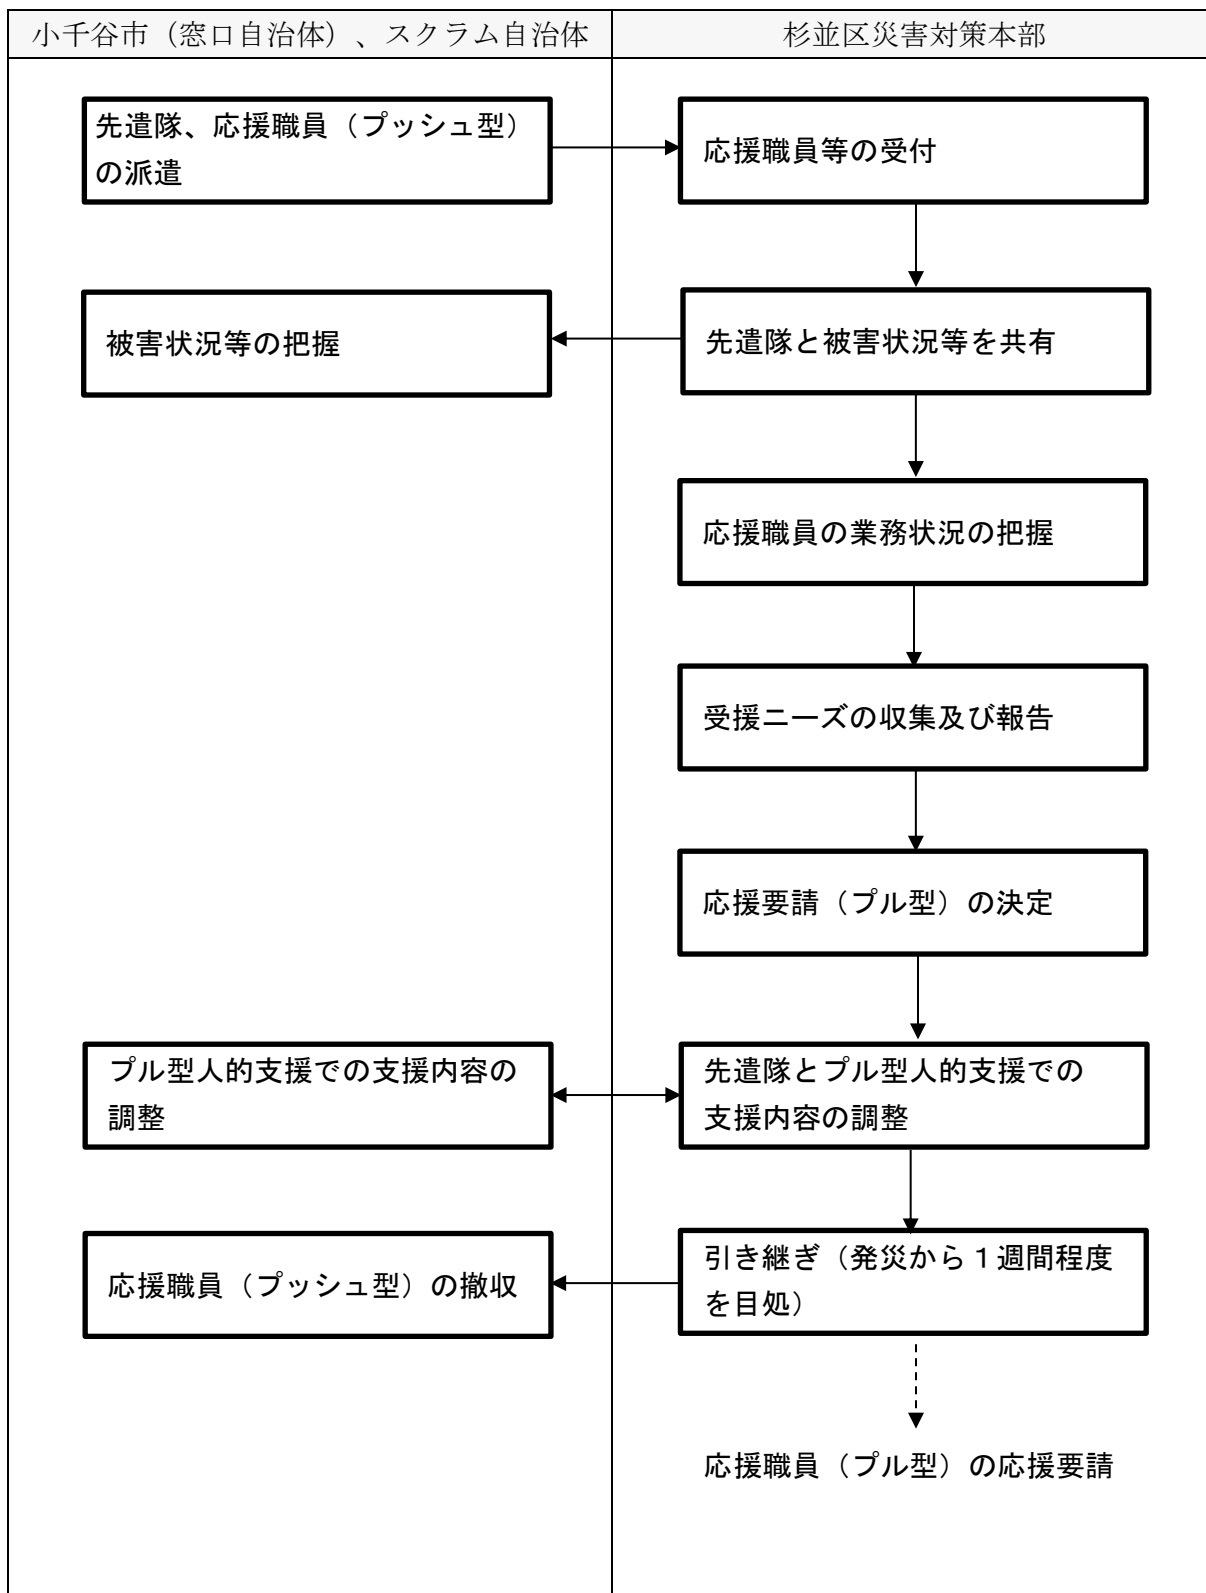 小千谷市（窓口自治体）、スクラム自治体
杉並区災害対策本部
先遣隊、応援職員（プッシュ型）
の派遣
応援職員等の受付
被害状況等の把握
先遣隊と被害状況等を共有
応援職員の業務状況の把握
受援ニーズの収集及び報告
応援要請（プル型）の決定
プル型人的支援での支援内容の
調整
先遣隊とプル型人的支援での
支援内容の調整
応援職員（プッシュ型）の撤収
引き継ぎ（発災から１週間程度
を目処）
応援職員（プル型）の応援要請